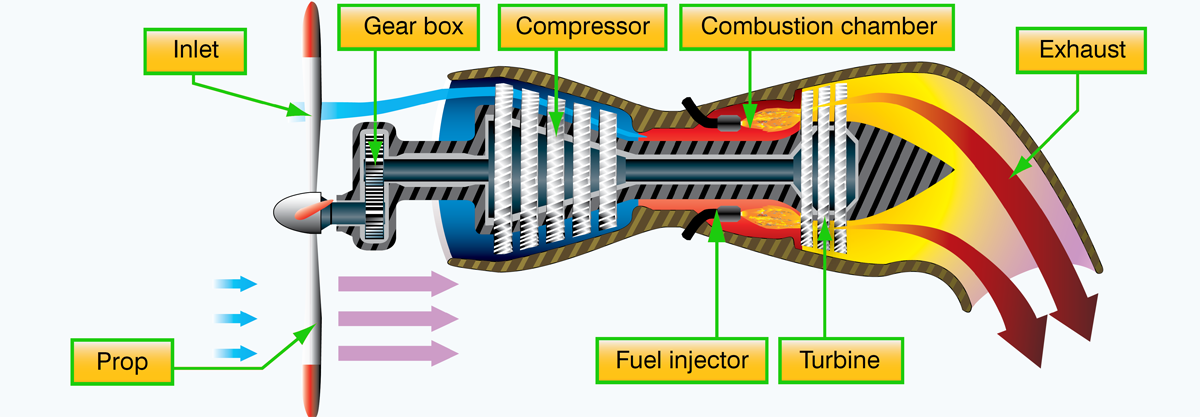 Gear box
Compressor
Combustion chamber
Inlet
Exhaust
Prop
Fuel injector
Turbine